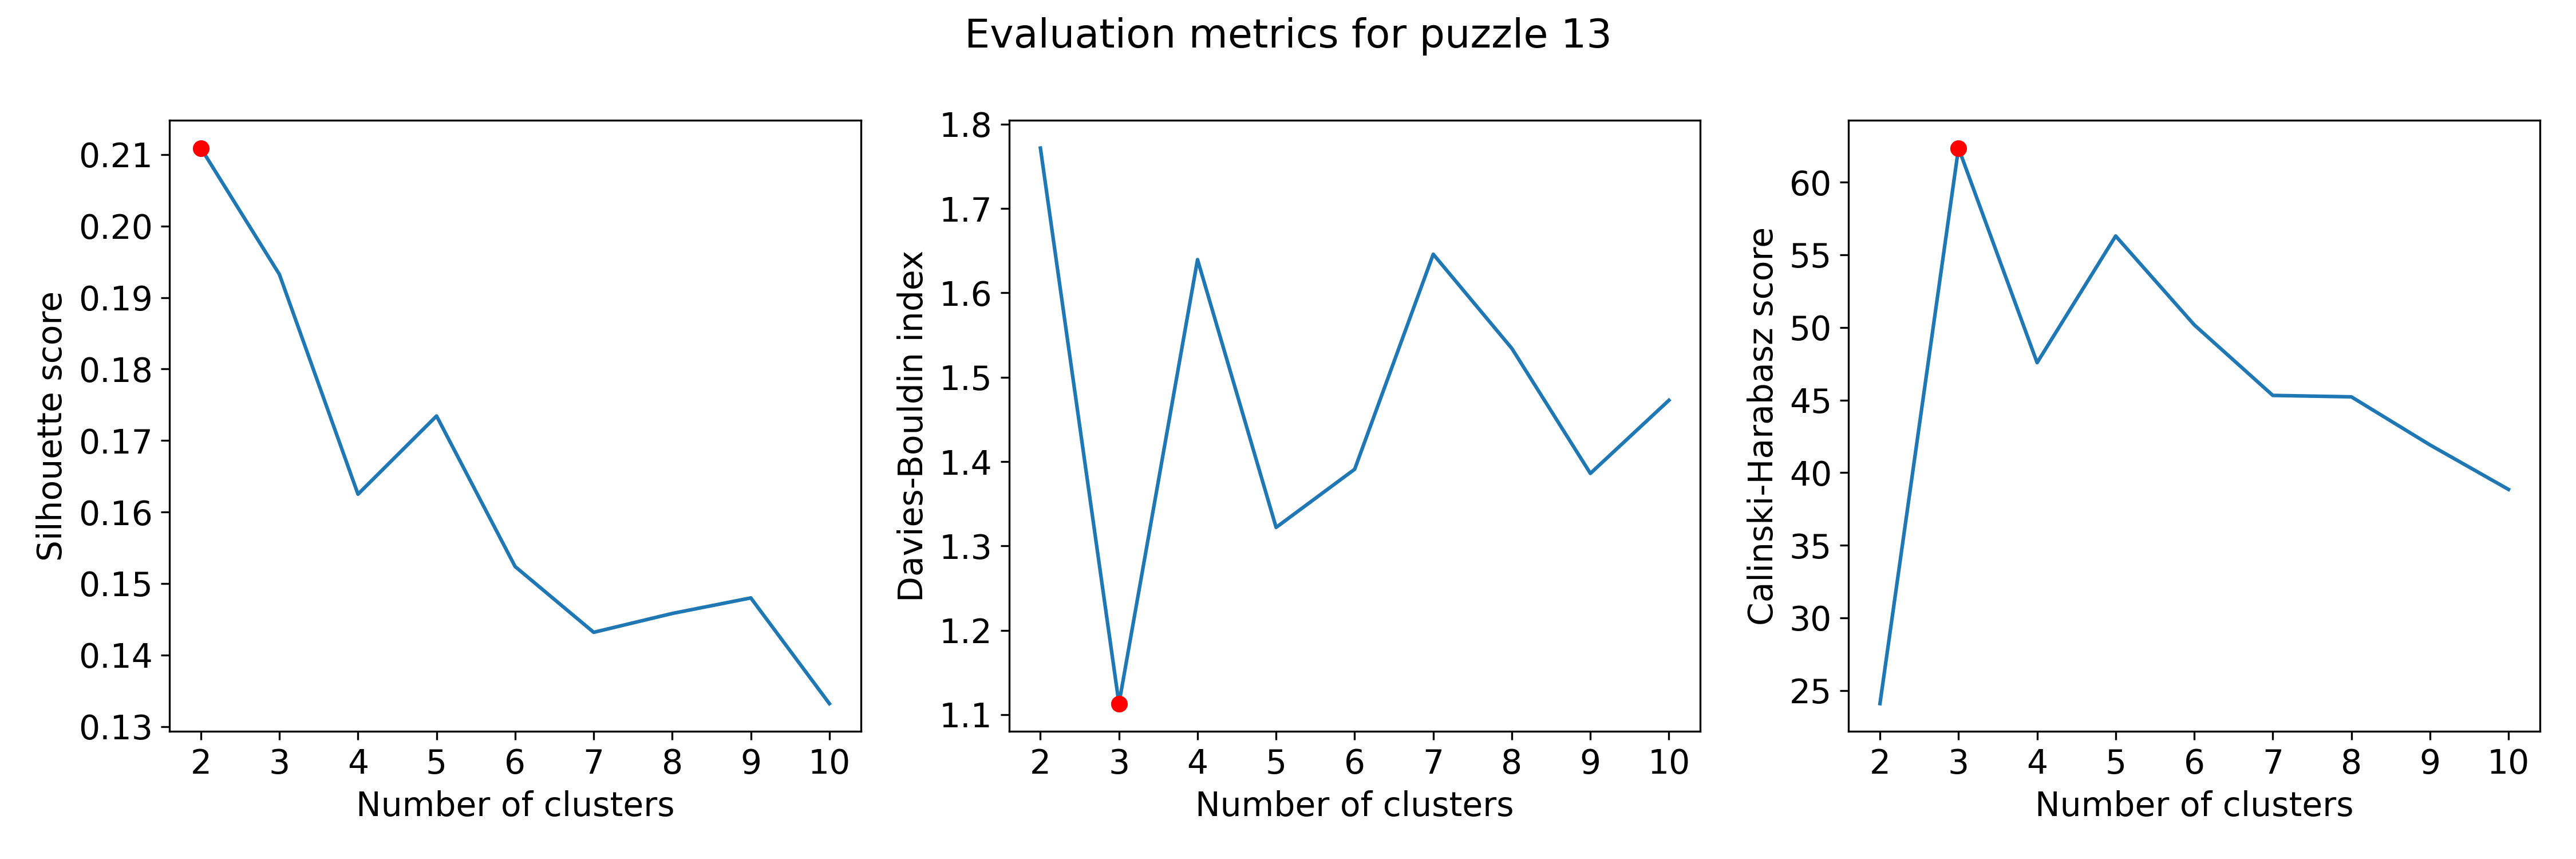 Evaluation metrics for puzzle 13
Silhouette score
0.21
0.20
0.19
0.18
0.17
0.16
0.15
0.14
0.13
2 3 4 5 6 7 8 9 10
Number of clusters
Davies-Bouldin index
1.8
1.7
1.6
1.5
1.4
1.3
1.2
1.1
2 3 4 5 6 7 8 9 10
Number of clusters
Calinski-Harabasz score
60
55
50
45
40
35
30
25
2 3 4 5 6 7 8 9 10
Number of clusters